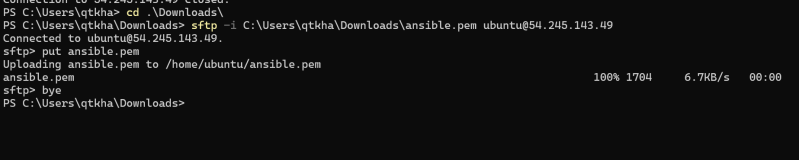 Connection to 54.245.143.49 closed.
PS C:\Users\qtkha> cd .\Downloads\
PS C:\Users\qtkha\Downloads> sftp -i C:\Users\qtkha\Downloads\ansible.pem ubuntu@54.245.143.49
Connected to ubuntu@54.245.143.49.
sftp> put ansible.pem
Uploading ansible.pem to /home/ubuntu/ansible.pem
ansible.pem 100% 1704 6.7KB/s 00:00
sftp> bye
PS C:\Users\qtkha\Downloads>